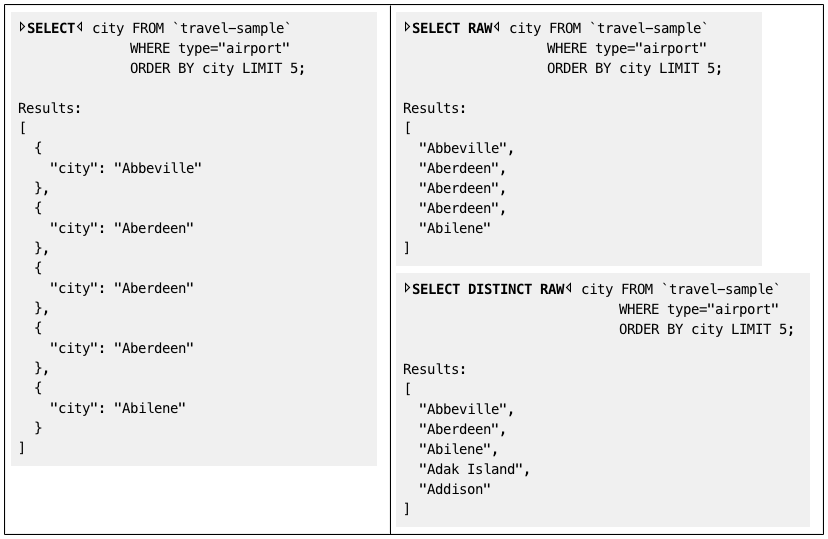 ▷SELECT◁ city FROM `travel-sample`
              WHERE type="airport"
              ORDER BY city LIMIT 5;

Results:
[
  {
    "city": "Abbeville"
  },
  {
    "city": "Aberdeen"
  },
  {
    "city": "Aberdeen"
  },
  {
    "city": "Aberdeen"
  },
  {
    "city": "Abilene"
  }
]
▷SELECT RAW◁ city FROM `travel-sample`
                  WHERE type="airport"
                  ORDER BY city LIMIT 5;

Results:
[
  "Abbeville",
  "Aberdeen",
  "Aberdeen",
  "Aberdeen",
  "Abilene"
]
▷SELECT DISTINCT RAW◁ city FROM `travel-sample`
                           WHERE type="airport"
                           ORDER BY city LIMIT 5;

Results:
[
  "Abbeville",
  "Aberdeen",
  "Abilene",
  "Adak Island",
  "Addison"
]